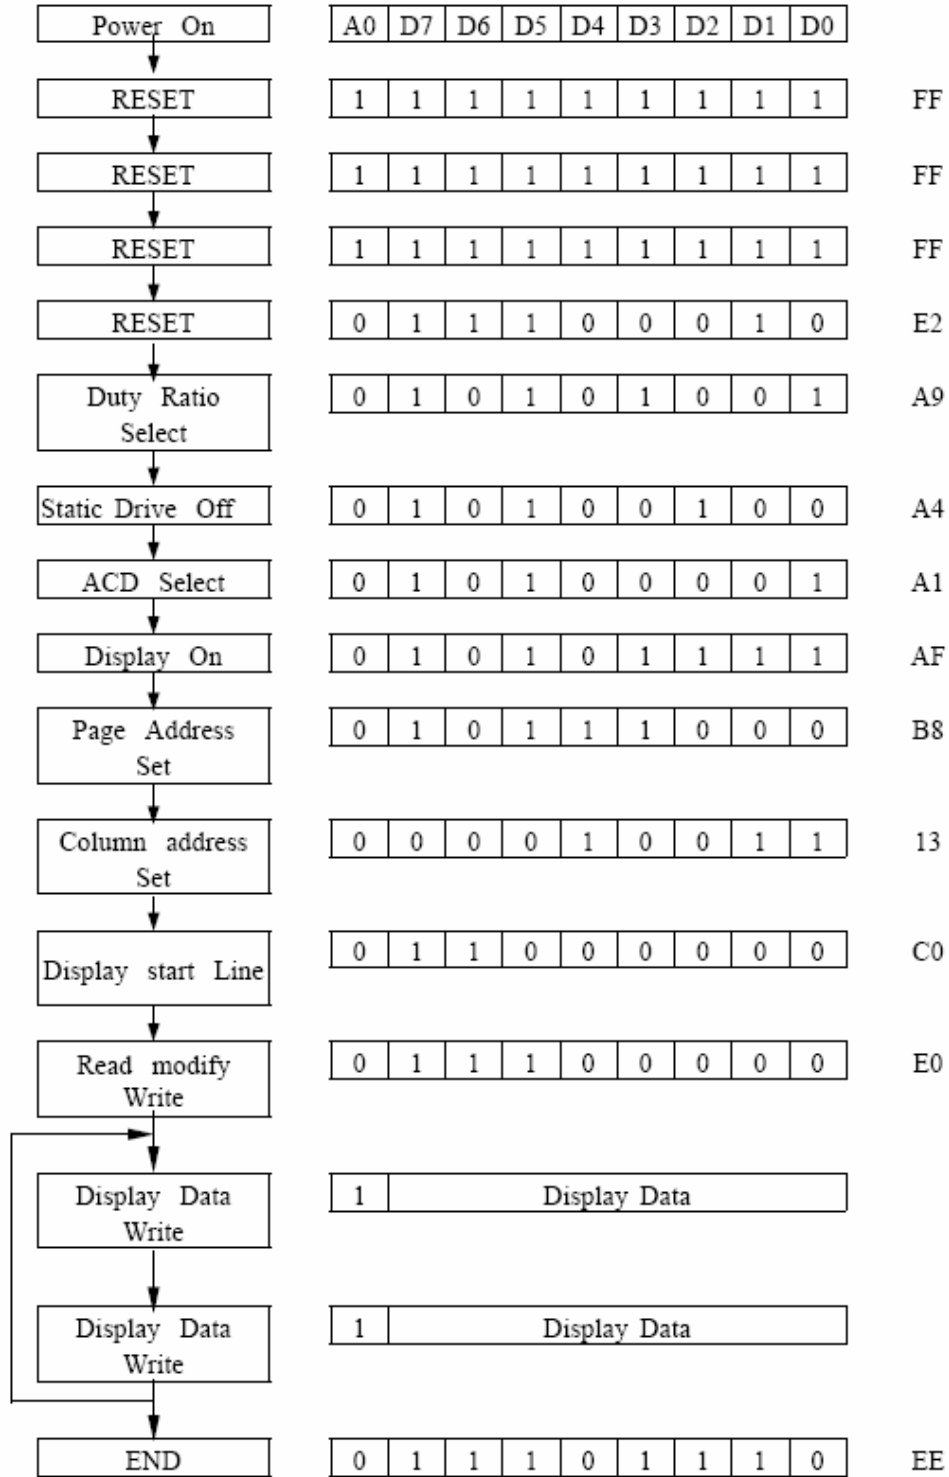 Power On A0 D7 D6 D5 D4 D3 D2 D1 D0
RESET 1 1 1 1 1 1 1 1 1 FF
RESET 1 1 1 1 1 1 1 1 1 FF
RESET 1 1 1 1 1 1 1 1 1 FF
RESET 0 1 1 1 0 0 0 1 0 E2
Duty Ratio 0 1 0 1 0 1 0 0 1 A9
Select
Static Drive Off 0 1 0 1 0 0 1 0 0 A4
ACD Select 0 1 0 1 0 0 0 0 1 A1
Display On 0 1 0 1 0 1 1 1 1 AF
Page Address 0 1 0 1 1 1 0 0 0 B8
Set
Column address 0 0 0 0 1 0 0 1 1 13
Set
Display start Line 0 1 1 0 0 0 0 0 0 C0
Read modify 0 1 1 1 0 0 0 0 0 E0
Write
Display Data 1 Display Data
Write
Display Data 1 Display Data
Write
END 0 1 1 1 0 1 1 1 0 EE